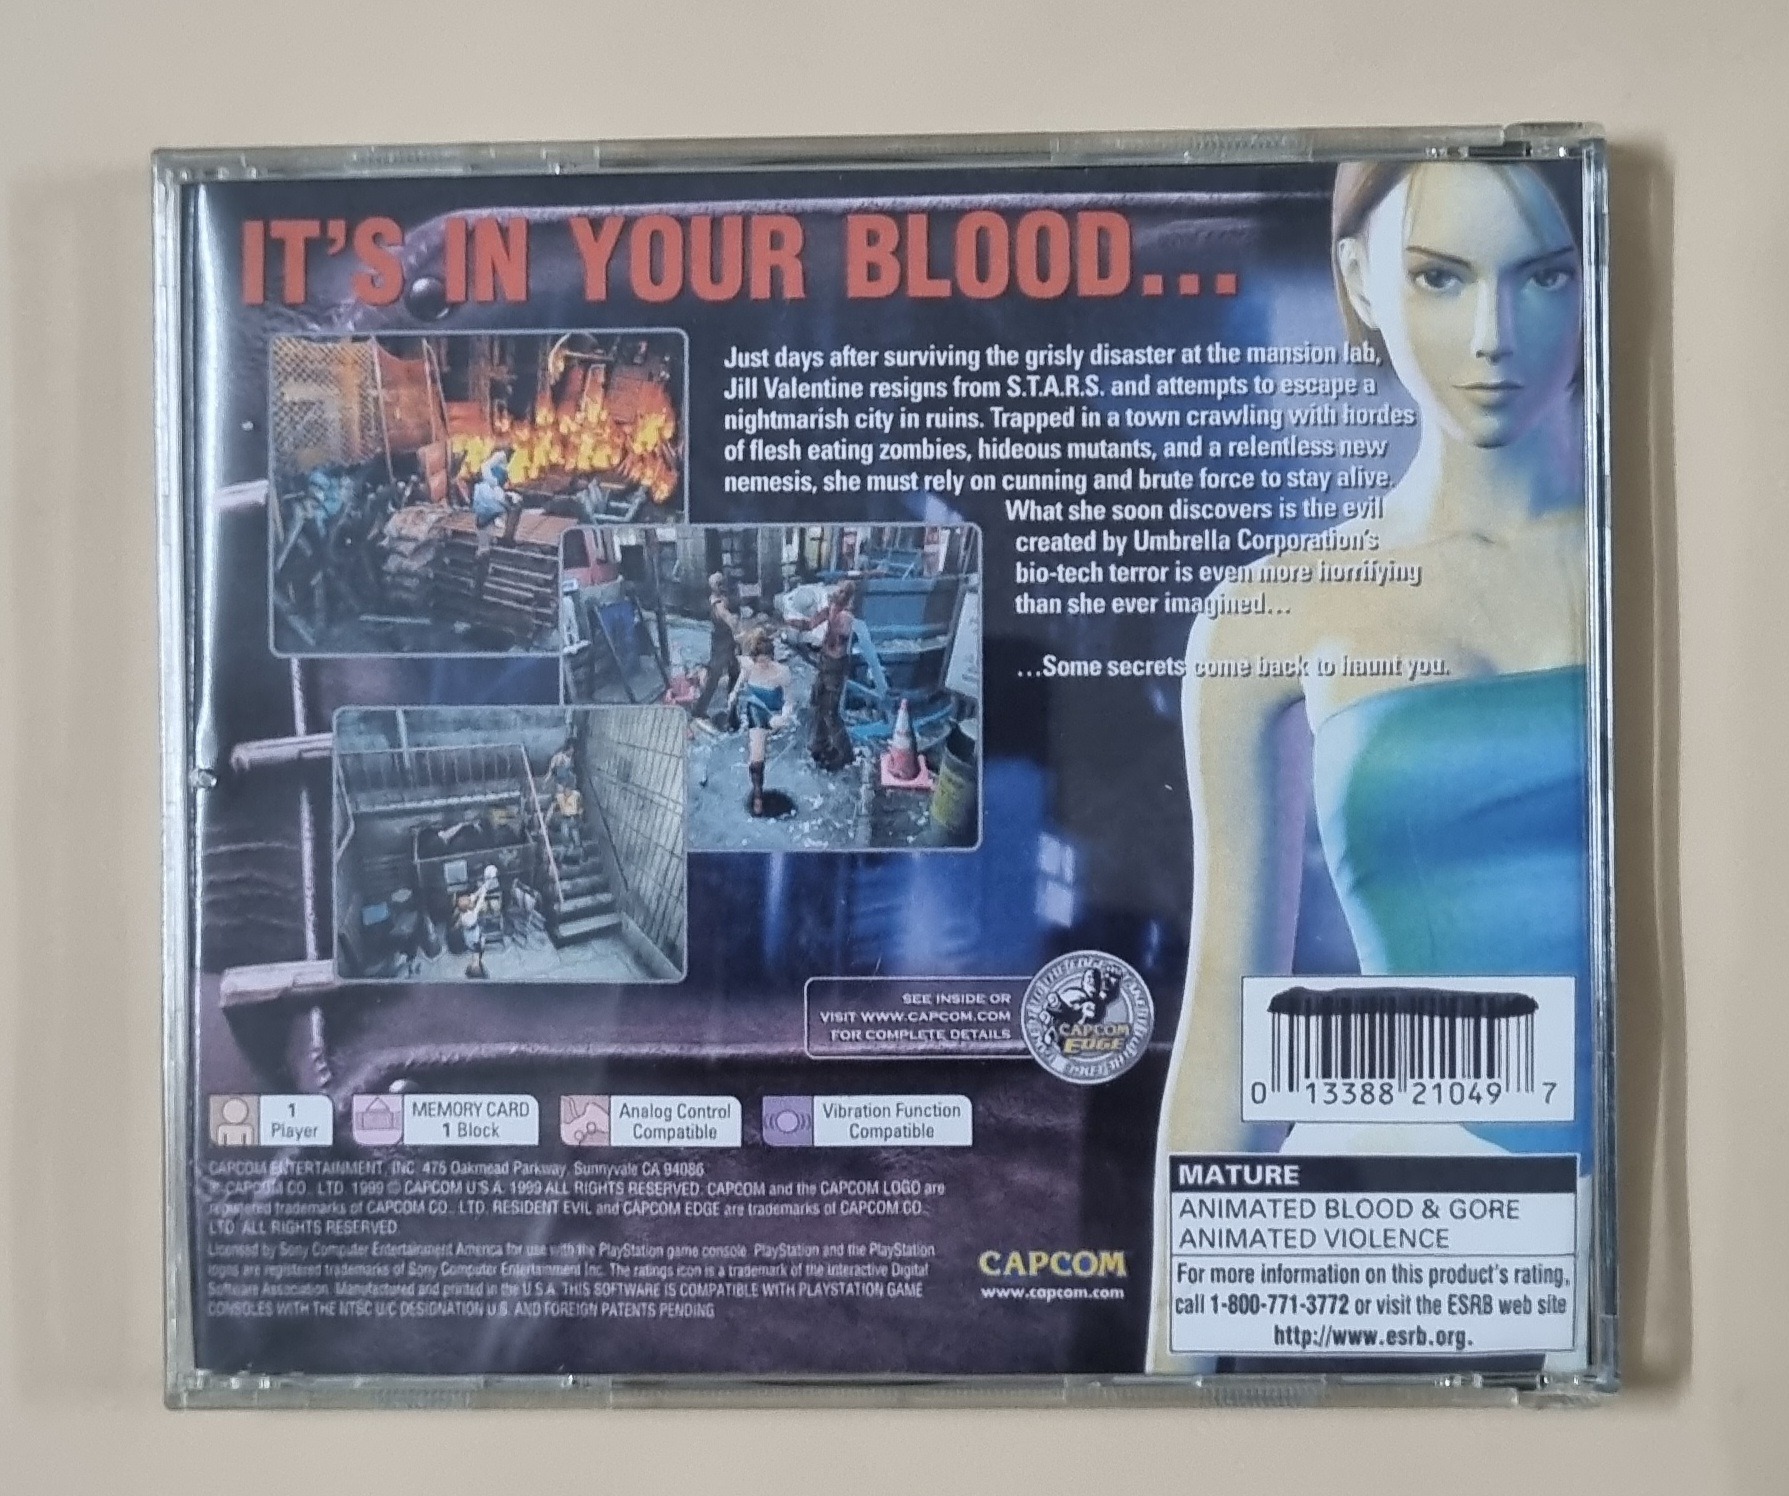 IT'S IN YOUR BLOOD...
Just days after surviving the grisly disaster at the mansion lab,
Jill Valentine resigns from S.T.A.R.S. and attempts to escape a
nightmarish city in ruins. Trapped in a town crawling with hordes
of flesh eating zombies, hideous mutants, and a relentless new
nemesis, she must rely on cunning and brute force to stay alive.
What she soon discovers is the evil
created by Umbrella Corporation's
bio-tech terror is even more horrifying
than she ever imagined...
...Some secrets come back to haunt you.
SEE INSIDE OR
VISIT WWW.CAPCOM.COM
FOR COMPLETE DETAILS
CAPCOM
EDGE
0 13388 21049 7
1
Player
MEMORY CARD
1 Block
Analog Control
Compatible
Vibration Function
Compatible
CAPCOM ENTERTAINMENT, INC. 475 Oakmead Parkway, Sunnyvale CA 94086
© CAPCOM CO., LTD. 1999 © CAPCOM U.S.A. 1999 ALL RIGHTS RESERVED. CAPCOM and the CAPCOM LOGO are
registered trademarks of CAPCOM CO., LTD. RESIDENT EVIL and CAPCOM EDGE are trademarks of CAPCOM CO.,
LTD. ALL RIGHTS RESERVED.
Licensed by Sony Computer Entertainment America for use with the PlayStation game console. PlayStation and the PlayStation
logos are registered trademarks of Sony Computer Entertainment Inc. The ratings icon is a trademark of the Interactive Digital
Software Association. Manufactured and printed in the U.S.A. THIS SOFTWARE IS COMPATIBLE WITH PLAYSTATION GAME
CONSOLES WITH THE NTSC U/C DESIGNATION U.S. AND FOREIGN PATENTS PENDING
CAPCOM
www.capcom.com
MATURE
ANIMATED BLOOD & GORE
ANIMATED VIOLENCE
For more information on this product's rating,
call 1-800-771-3772 or visit the ESRB web site
http://www.esrb.org.